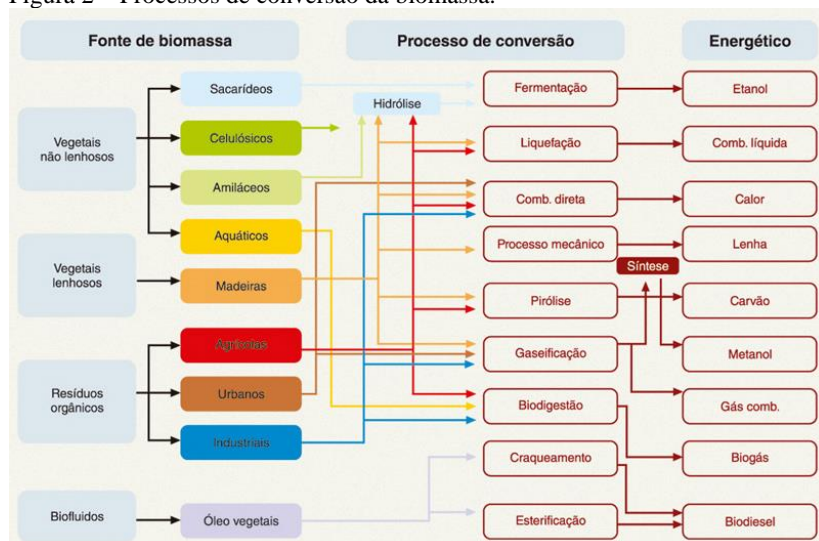 Figura 2 – Processos de conversão da biomassa.
Fonte de biomassa
Processo de conversão
Energético
Sacarídeos
Hidrólise
Fermentação
Etanol
Vegetais
não lenhosos
Celulósicos
Liquefação
Comb. líquida
Amiláceos
Comb. direta
Calor
Aquáticos
Processo mecânico
Lenha
Síntese
Vegetais
lenhosos
Madeiras
Pirólise
Carvão
Agrícolas
Gaseificação
Metanol
Resíduos
orgânicos
Urbanos
Biodigestão
Gás comb.
Industriais
Craqueamento
Biogás
Biofluidos
Óleo vegetais
Esterificação
Biodiesel